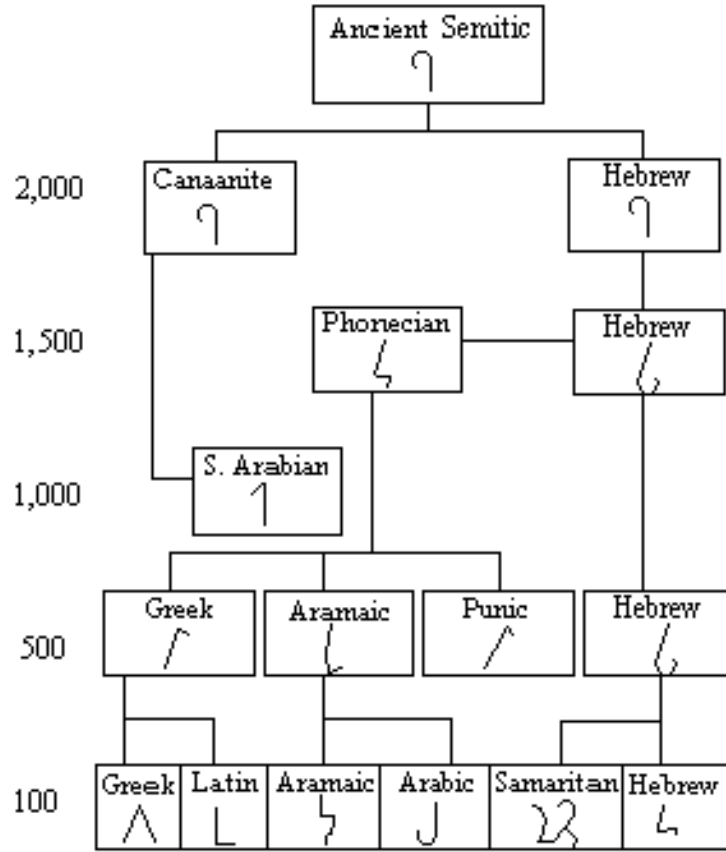 Ancient Semitic
2,000
Canaanite
Hebrew
1,500
Phonecian
Hebrew
1,000
S. Arabian
500
Greek
Aramaic
Punic
Hebrew
100
Greek
Latin
Aramaic
Arabic
Samaritan
Hebrew